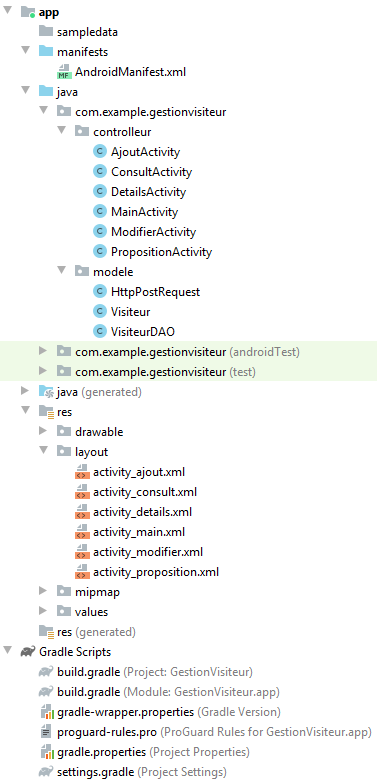 app
sampledata
manifests
AndroidManifest.xml
java
com.example.gestionvisiteur
controlleur
AjoutActivity
ConsultActivity
DetailsActivity
MainActivity
ModifierActivity
PropositionActivity
modele
HttpPostRequest
Visiteur
VisiteurDAO
com.example.gestionvisiteur (androidTest)
com.example.gestionvisiteur (test)
java (generated)
res
drawable
layout
activity_ajout.xml
activity_consult.xml
activity_details.xml
activity_main.xml
activity_modifier.xml
activity_proposition.xml
mipmap
values
res (generated)
Gradle Scripts
build.gradle (Project: GestionVisiteur)
build.gradle (Module: GestionVisiteur.app)
gradle-wrapper.properties (Gradle Version)
proguard-rules.pro (ProGuard Rules for GestionVisiteur.app)
gradle.properties (Project Properties)
settings.gradle (Project Settings)